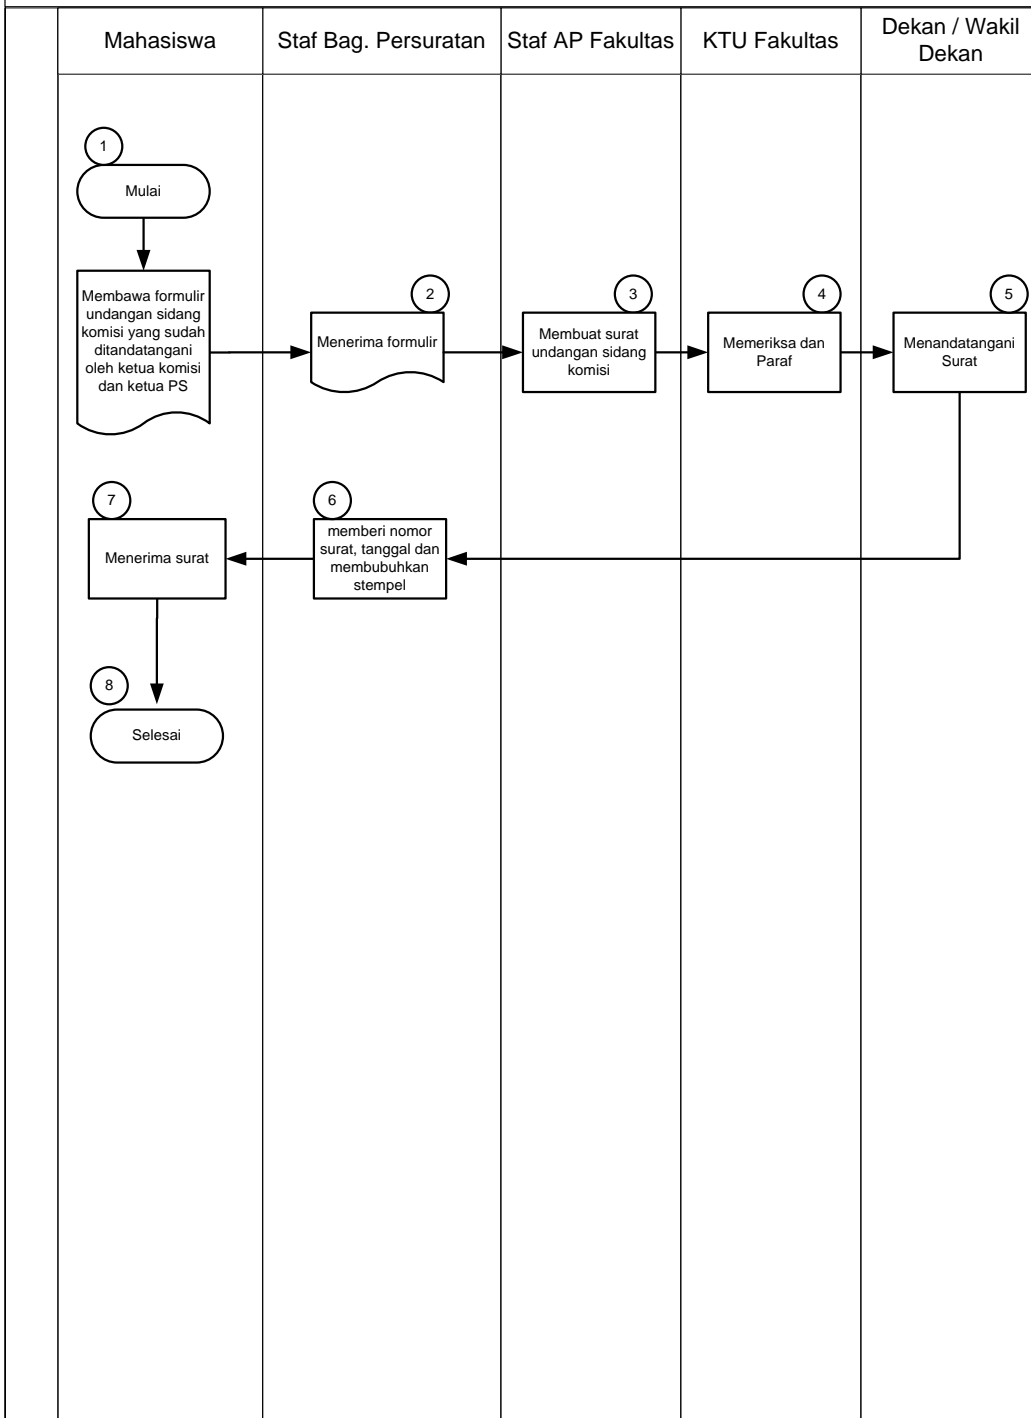 Mahasiswa
Staf Bag. Persuratan
Staf AP Fakultas
KTU Fakultas
Dekan / Wakil
Dekan
1
Mulai
Membawa formulir
undangan sidang
komisi yang sudah
ditandatangani
oleh ketua komisi
dan ketua PS
2
Menerima formulir
3
Membuat surat
undangan sidang
komisi
4
Memeriksa dan
Paraf
5
Menandatangani
Surat
6
memberi nomor
surat, tanggal dan
membubuhkan
stempel
7
Menerima surat
8
Selesai